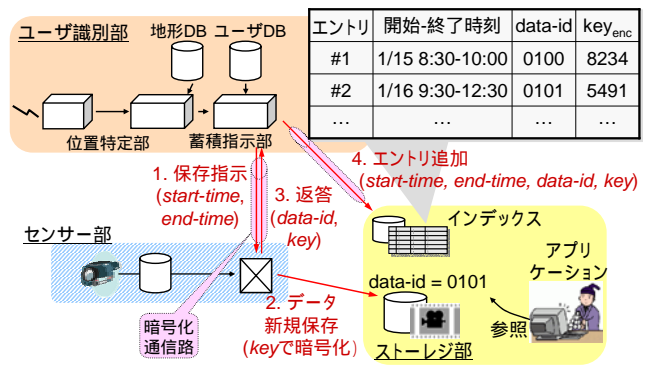 ユーザ識別部
地形DB ユーザDB
位置特定部
蓄積指示部
エントリ 開始-終了時刻 data-id keyenc
#1 1/15 8:30-10:00 0100 8234
#2 1/16 9:30-12:30 0101 5491
… … … …
1. 保存指示
(start-time,
end-time)
3. 返答
(data-id,
key)
4. エントリ追加
(start-time, end-time, data-id, key)
センサー部
暗号化
通信路
2. データ
新規保存
(keyで暗号化)
インデックス
data-id = 0101
アプリ
ケーション
参照
ストーレジ部